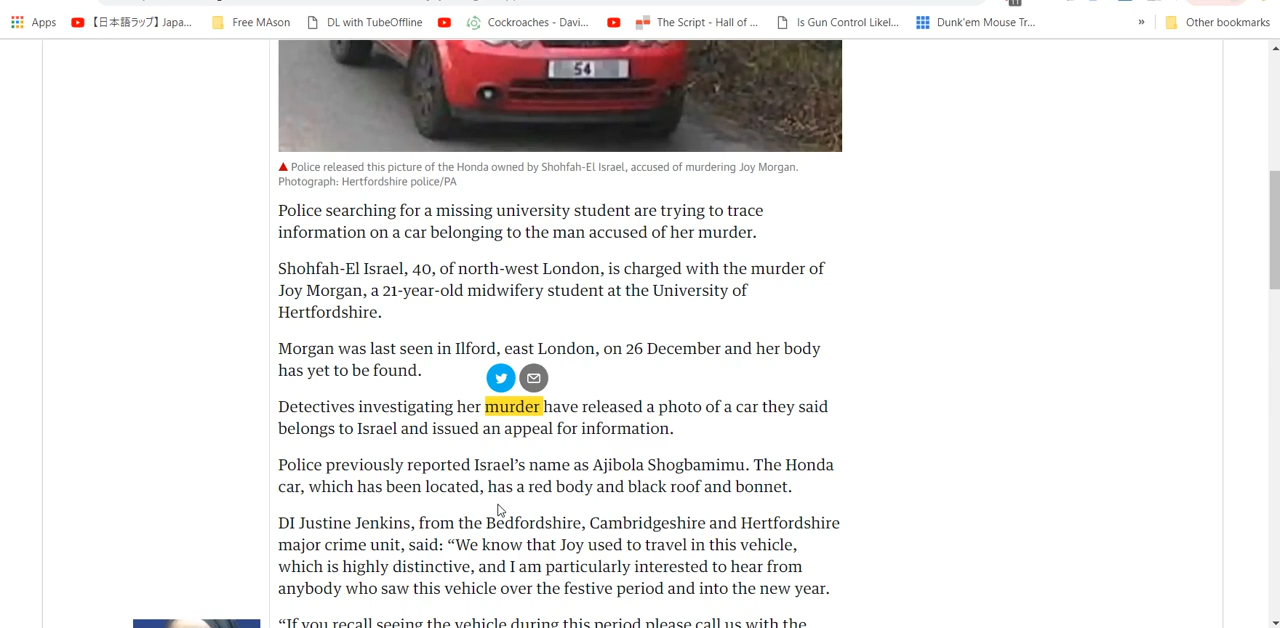 Apps
【日本語ラップ】Japa...
Free MAson
DL with TubeOffline
Cockroaches - Davi...
The Script - Hall of ...
Is Gun Control Likel...
Dunk'em Mouse Tr...
»
Other bookmarks
54
▲ Police released this picture of the Honda owned by Shohfah-El Israel, accused of murdering Joy Morgan.
Photograph: Hertfordshire police/PA
Police searching for a missing university student are trying to trace
information on a car belonging to the man accused of her murder.
Shohfah-El Israel, 40, of north-west London, is charged with the murder of
Joy Morgan, a 21-year-old midwifery student at the University of
Hertfordshire.
Morgan was last seen in Ilford, east London, on 26 December and her body
has yet to be found.
Detectives investigating her murder have released a photo of a car they said
belongs to Israel and issued an appeal for information.
Police previously reported Israel’s name as Ajibola Shogbamimu. The Honda
car, which has been located, has a red body and black roof and bonnet.
DI Justine Jenkins, from the Bedfordshire, Cambridgeshire and Hertfordshire
major crime unit, said: “We know that Joy used to travel in this vehicle,
which is highly distinctive, and I am particularly interested to hear from
anybody who saw this vehicle over the festive period and into the new year.
“If you recall seeing the vehicle during this period please call us with the